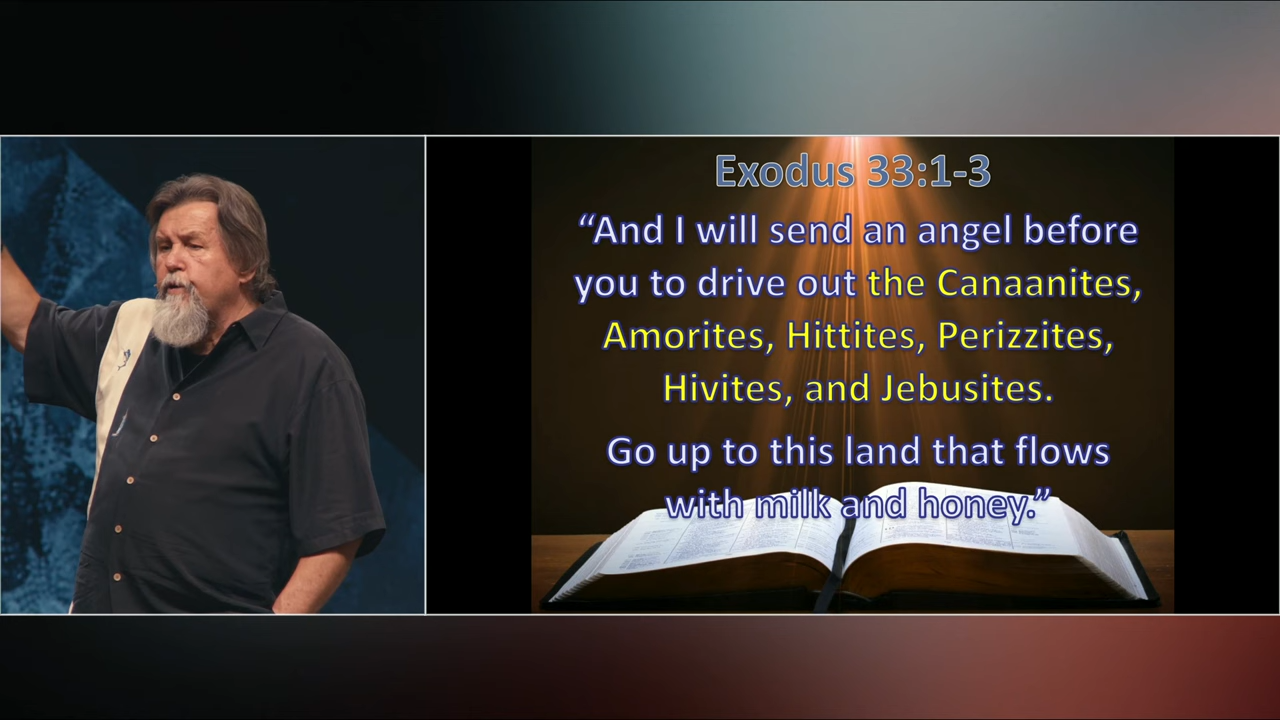 Exodus 33:1-3
“And I will send an angel before
you to drive out the Canaanites,
Amorites, Hittites, Perizzites,
Hivites, and Jebusites.
Go up to this land that flows
with milk and honey.”